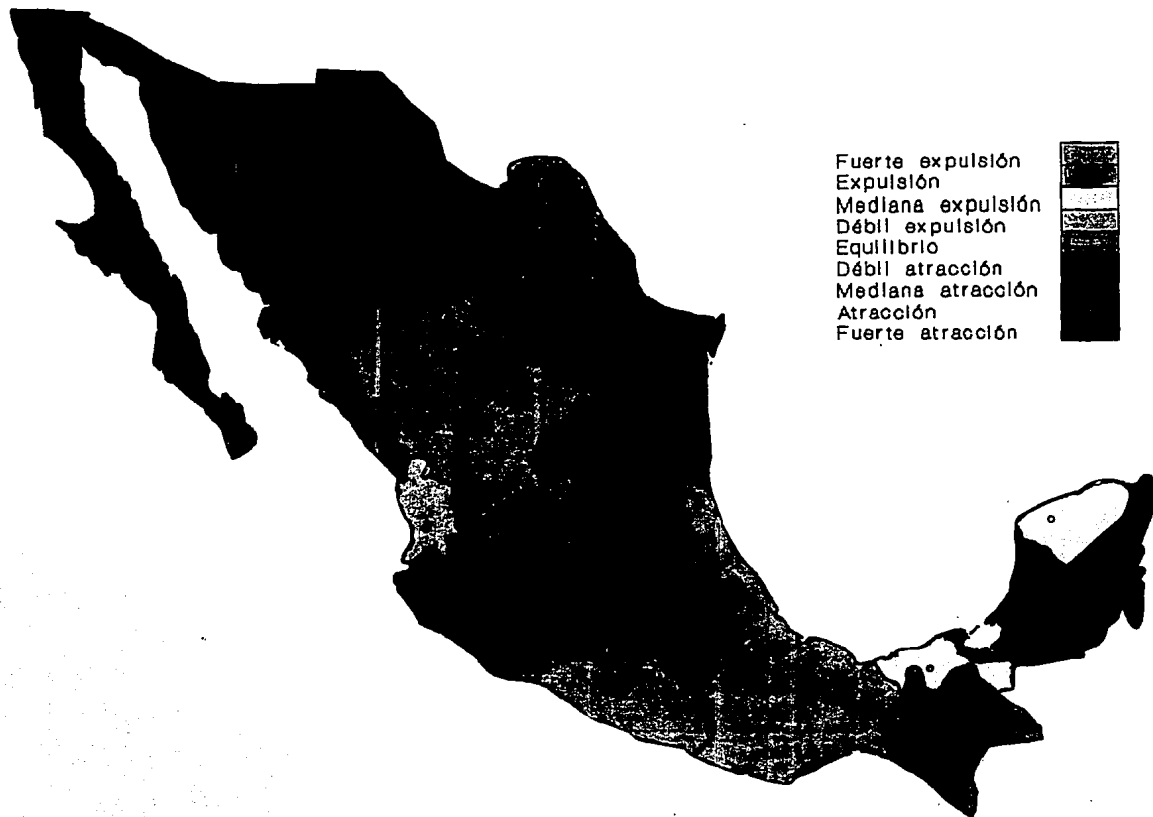 Fuerte expulsión
Expulsión
Mediana expulsión
Débil expulsión
Equilibrio
Débil atracción
Mediana atracción
Atracción
Fuerte atracción